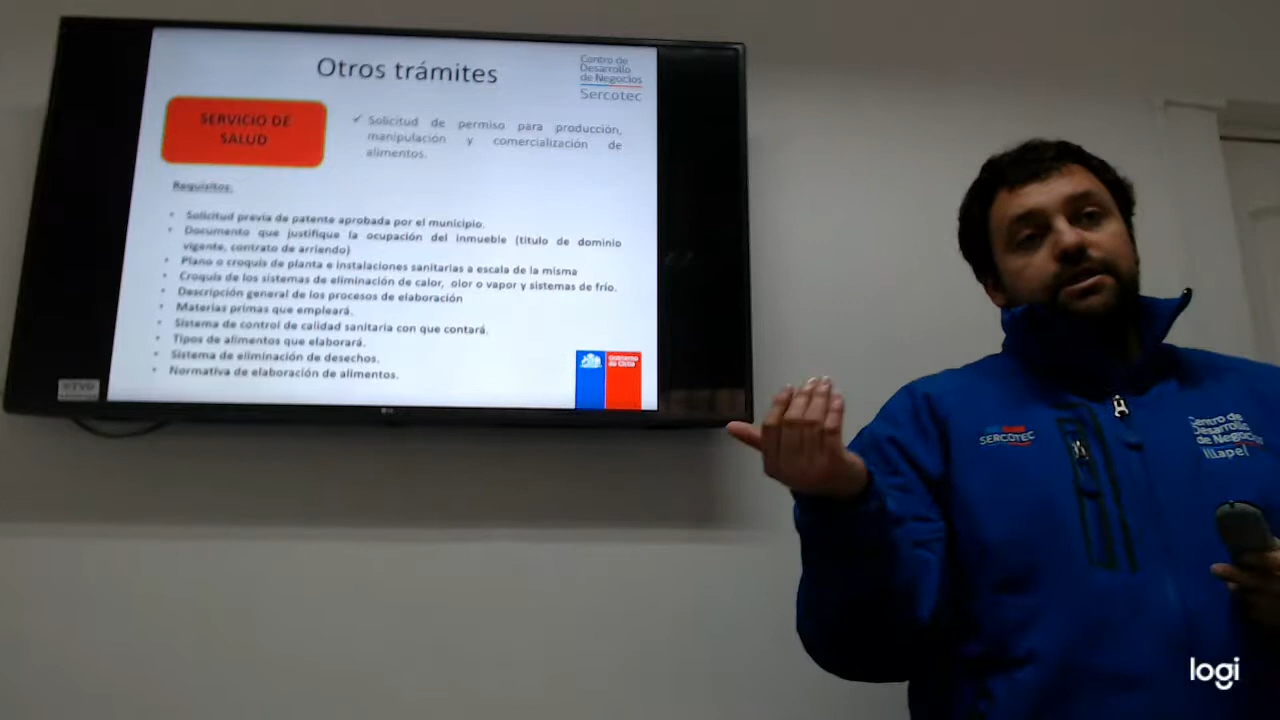 Otros trámites
Centro de
Desarrollo
de Negocios
Sercotec
SERVICIO DE
SALUD
✓ Solicitud de permiso para producción,
manipulación y comercialización de
alimentos.
Requisitos.
• Solicitud previa de patente aprobada por el municipio.
• Documento que justifique la ocupación del inmueble (titulo de dominio
vigente, contrato de arriendo)
• Plano o croquis de planta e instalaciones sanitarias a escala de la misma
• Croquis de los sistemas de eliminación de calor, olor o vapor y sistemas de frío.
• Descripción general de los procesos de elaboración
• Materias primas que empleará.
• Sistema de control de calidad sanitaria con que contará.
• Tipos de alimentos que elaborará.
• Sistema de eliminación de desechos.
• Normativa de elaboración de alimentos.
Gobierno
de Chile
LG
SERCOTEC
Centro de
Desarrollo
de Negocios
Illapel
logi